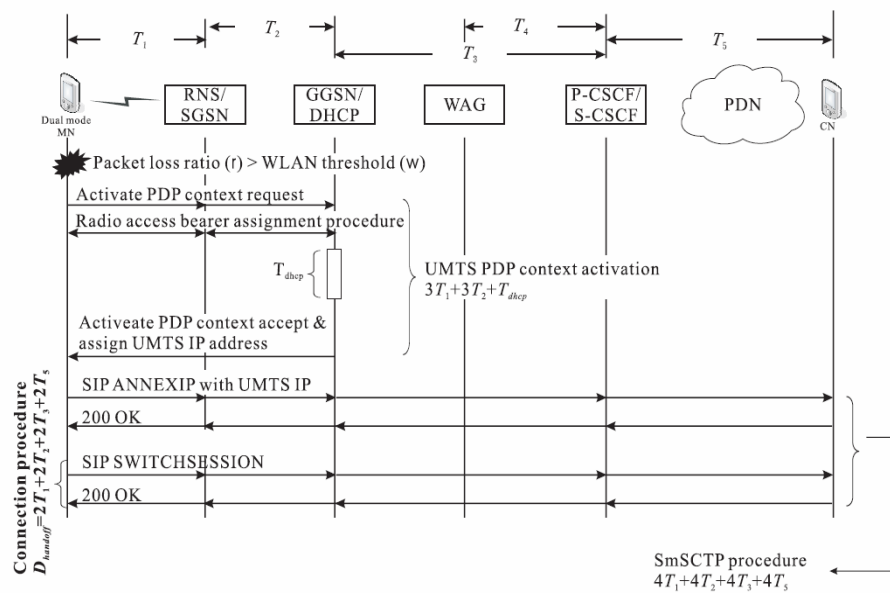 T1 T2 T3 T4 T5
Dual mode
MN
RNS/
SGSN
GGSN/
DHCP
WAG
P-CSCF/
S-CSCF
PDN
CN
Packet loss ratio (r) > WLAN threshold (w)
Activate PDP context request
Radio access bearer assignment procedure
Tdhcp
UMTS PDP context activation
3T1+3T2+Tdhcp
Activeate PDP context accept &
assign UMTS IP address
SIP ANNEXIP with UMTS IP
200 OK
SIP SWITCHSESSION
200 OK
Connection procedure
Dhandoff=2T1+2T2+2T3+2T5
SmSCTP procedure
4T1+4T2+4T3+4T5